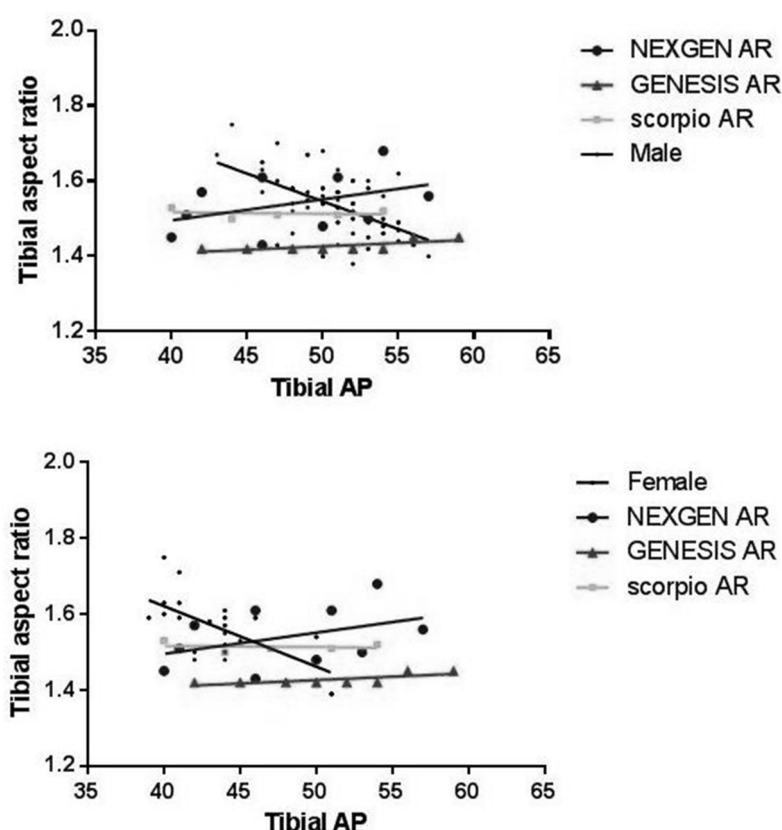 2.0
1.8
1.6
1.4
1.2
Tibial aspect ratio
35 40 45 50 55 60 65
Tibial AP
NEXGEN AR
GENESIS AR
scorpio AR
Male
2.0
1.8
1.6
1.4
1.2
Tibial aspect ratio
35 40 45 50 55 60 65
Tibial AP
Female
NEXGEN AR
GENESIS AR
scorpio AR